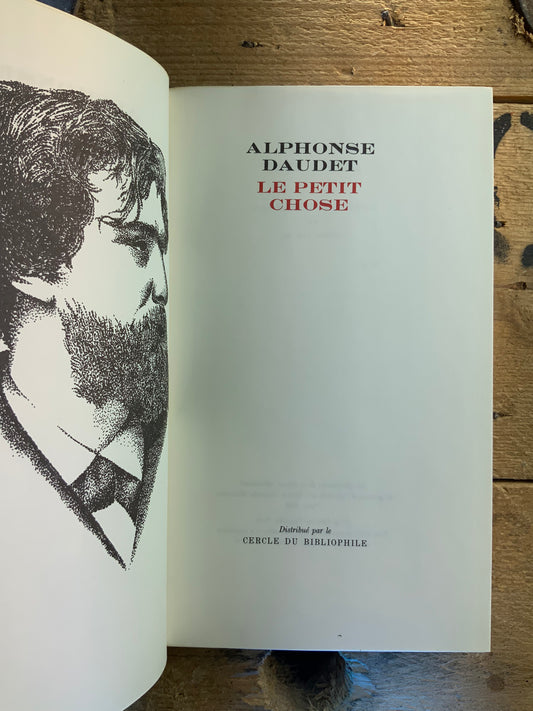 ALPHONSE
DAUDET
LE PETIT
CHOSE
Distribué par le
CERCLE DU BIBLIOPHILE